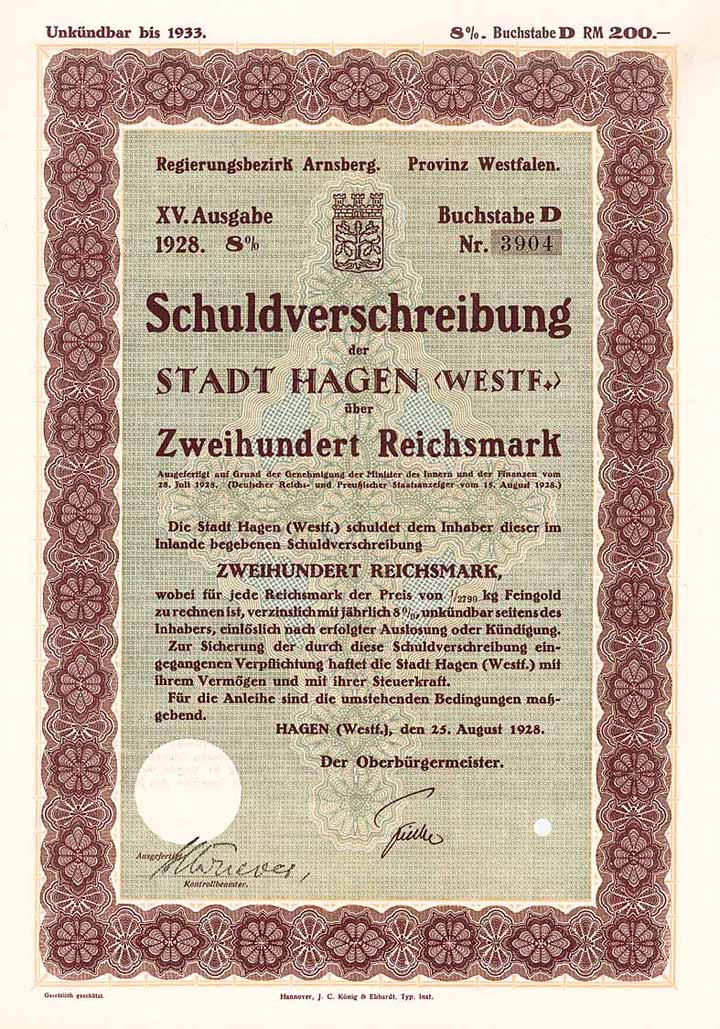 Unkündbar bis 1933. 8%. Buchstabe D RM 200.—
Regierungsbezirk Arnsberg. Provinz Westfalen.
XV. Ausgabe Buchstabe D
1928. 8% Nr. 3904
Schuldverschreibung
der
STADT HAGEN (WESTF.)
über
Zweihundert Reichsmark
Ausgefertigt auf Grund der Genehmigung der Minister des Innern und der Finanzen vom
28. Juli 1928. (Deutscher Reichs- und Preußischer Staatsanzeiger vom 15. August 1928.)
Die Stadt Hagen (Westf.) schuldet dem Inhaber dieser im
Inlande begebenen Schuldverschreibung
ZWEIHUNDERT REICHSMARK,
wobei für jede Reichsmark der Preis von 1/2790 kg Feingold
zu rechnen ist, verzinslich mit jährlich 8%, unkündbar seitens des
Inhabers, einlöslich nach erfolgter Auslosung oder Kündigung.
Zur Sicherung der durch diese Schuldverschreibung ein-
gegangenen Verpflichtung haftet die Stadt Hagen (Westf.) mit
ihrem Vermögen und mit ihrer Steuerkraft.
Für die Anleihe sind die umstehenden Bedingungen maß-
gebend.
HAGEN (Westf.), den 25. August 1928.
Der Oberbürgermeister.
Ausgefertigt:
Kontrollbeamter.
Gesetzlich geschützt.
Hannover, J. C. König & Ebhardt, Typ. Inst.